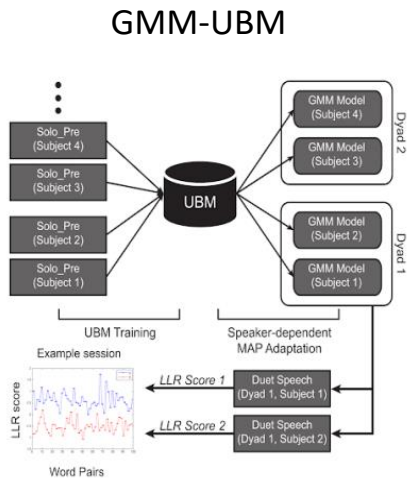 GMM-UBM
Solo_Pre
(Subject 4)
Solo_Pre
(Subject 3)
Solo_Pre
(Subject 2)
Solo_Pre
(Subject 1)
UBM
GMM Model
(Subject 4)
GMM Model
(Subject 3)
Dyad 2
GMM Model
(Subject 2)
GMM Model
(Subject 1)
Dyad 1
UBM Training
Speaker-dependent
MAP Adaptation
Example session
LLR score
Word Pairs
LLR Score 1
Duet Speech
(Dyad 1, Subject 1)
LLR Score 2
Duet Speech
(Dyad 1, Subject 2)